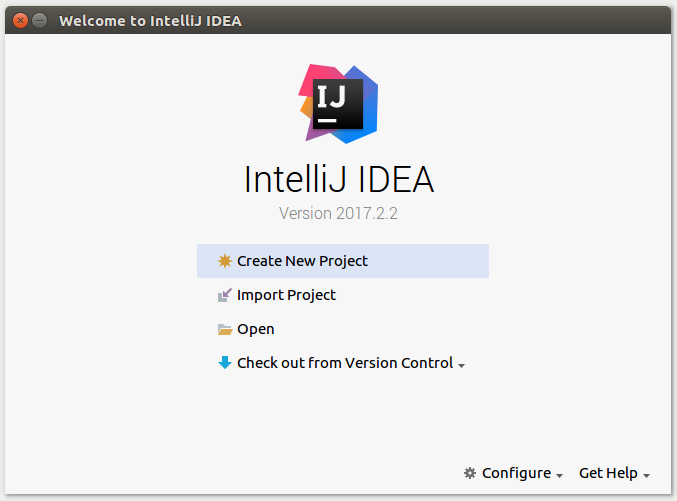 Welcome to IntelliJ IDEA
IJ
IntelliJ IDEA
Version 2017.2.2
Create New Project
Import Project
Open
Check out from Version Control
Configure Get Help